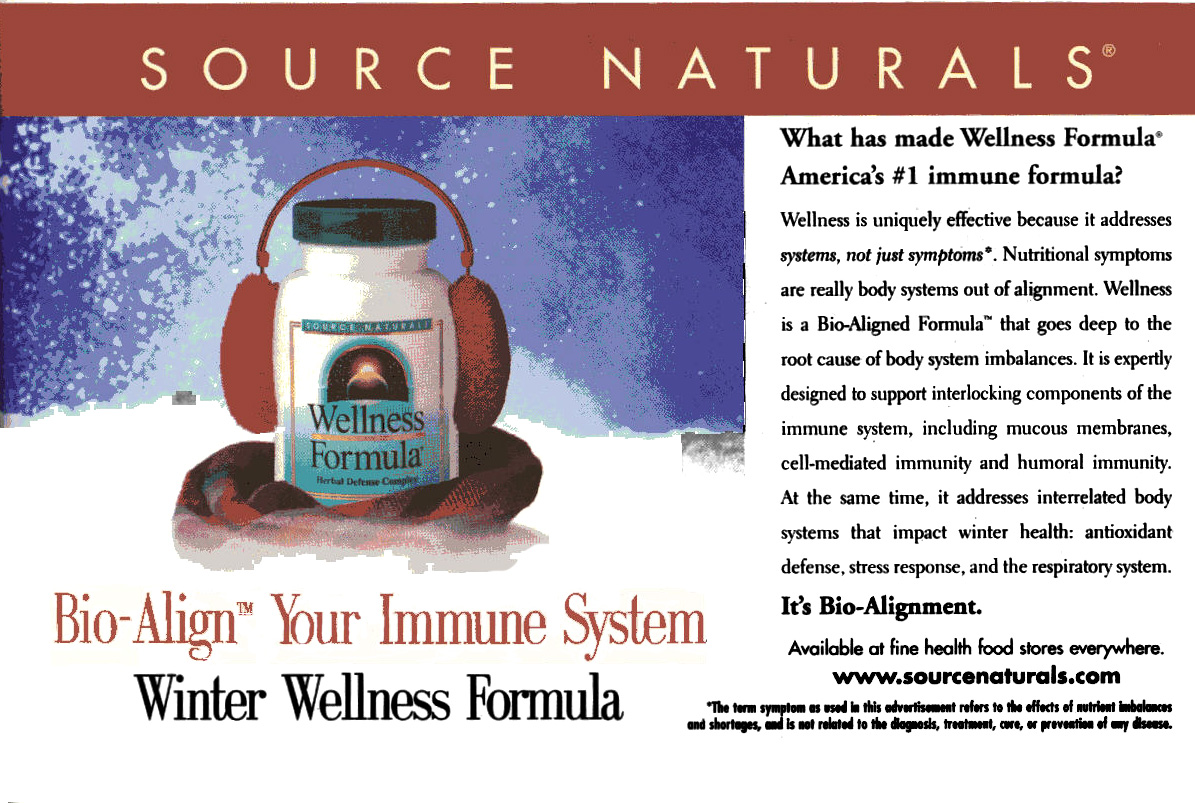 SOURCE NATURALS®
What has made Wellness Formula®
America's #1 immune formula?
Wellness is uniquely effective because it addresses
systems, not just symptoms*. Nutritional symptoms
are really body systems out of alignment. Wellness
is a Bio-Aligned Formula™ that goes deep to the
root cause of body system imbalances. It is expertly
designed to support interlocking components of the
immune system, including mucous membranes,
cell-mediated immunity and humoral immunity.
At the same time, it addresses interrelated body
systems that impact winter health: antioxidant
defense, stress response, and the respiratory system.
It's Bio-Alignment.
Available at fine health food stores everywhere.
www.sourcenaturals.com
*The term symptom as used in this advertisement refers to the effects of nutrient imbalances
and shortages, and is not related to the diagnosis, treatment, cure, or prevention of any disease.
SOURCE NATURALS
Wellness
Formula®
Herbal Defense Complex
Bio-Align™ Your Immune System
Winter Wellness Formula